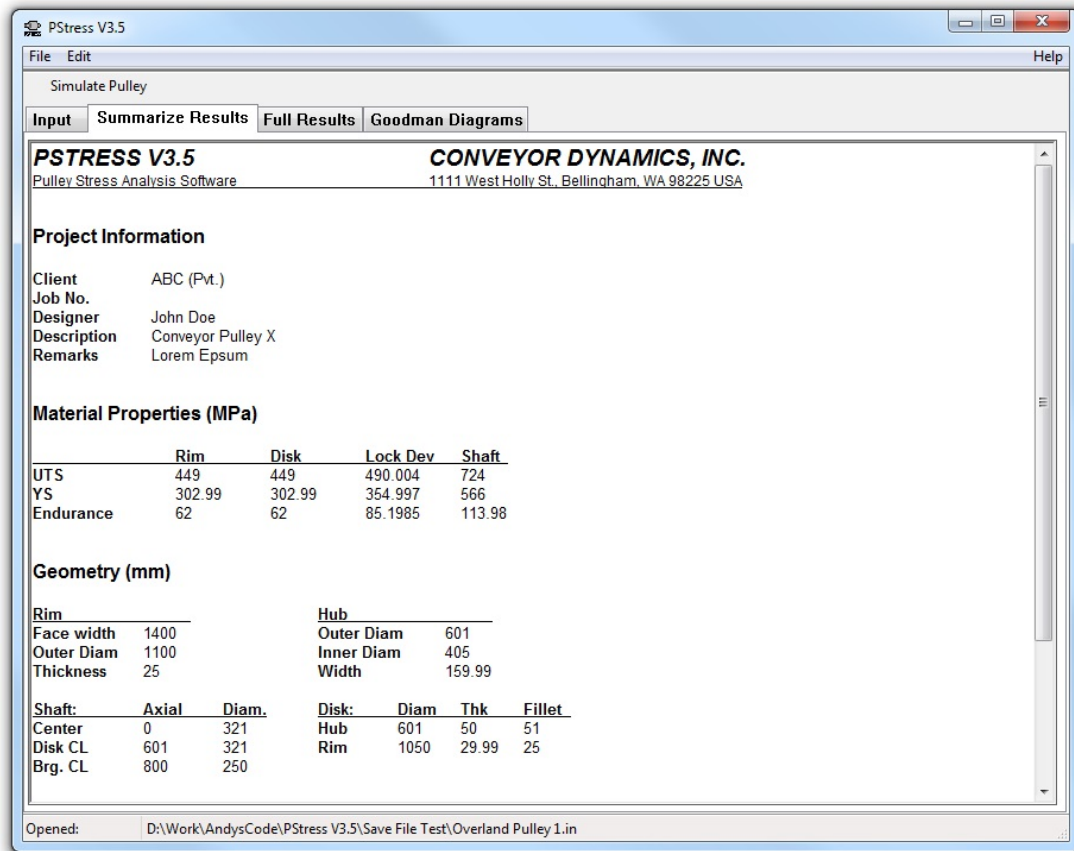 PStress V3.5
File Edit Help
Simulate Pulley
Input Summarize Results Full Results Goodman Diagrams
PSTRESS V3.5 CONVEYOR DYNAMICS, INC.
Pulley Stress Analysis Software 1111 West Holly St., Bellingham, WA 98225 USA
Project Information
Client ABC (Pvt.)
Job No.
Designer John Doe
Description Conveyor Pulley X
Remarks Lorem Epsum
Material Properties (MPa)
Rim Disk Lock Dev Shaft
UTS 449 449 490.004 724
YS 302.99 302.99 354.997 566
Endurance 62 62 85.1985 113.98
Geometry (mm)
Rim Hub
Face width 1400 Outer Diam 601
Outer Diam 1100 Inner Diam 405
Thickness 25 Width 159.99
Shaft: Axial Diam. Disk: Diam Thk Fillet
Center 0 321 Hub 601 50 51
Disk CL 601 321 Rim 1050 29.99 25
Brg. CL 800 250
Opened: D:\Work\AndysCode\PStress V3.5\Save File Test\Overland Pulley 1.in